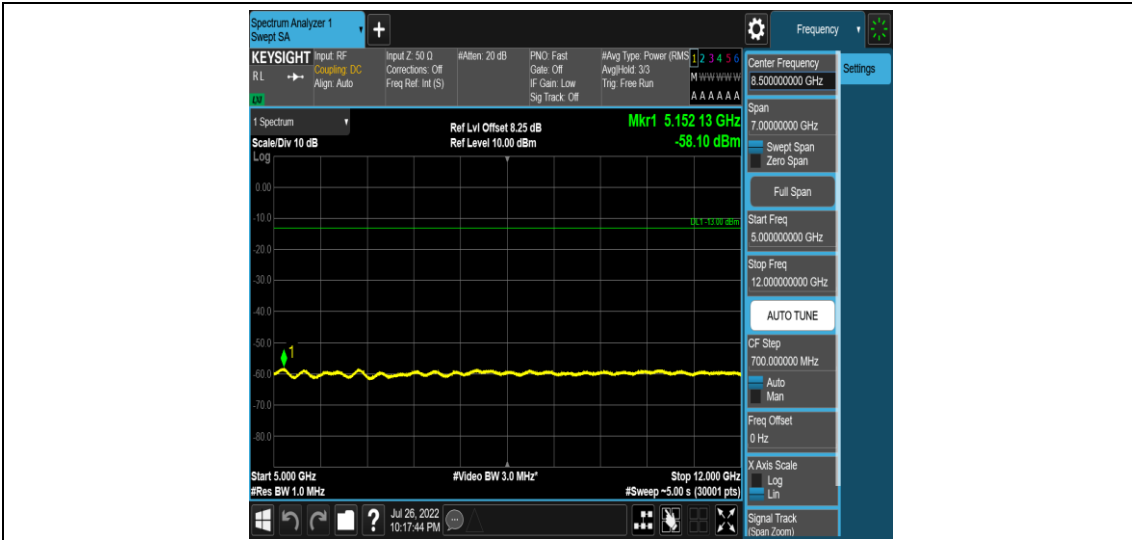 Spectrum Analyzer 1
Swept SA
+
Frequency
KEYSIGHT
RL
LXI
Input: RF
Coupling: DC
Align: Auto
Input Z: 50 Ω
Corrections: Off
Freq Ref: Int (S)
#Atten: 20 dB
PNO: Fast
Gate: Off
IF Gain: Low
Sig Track: Off
#Avg Type: Power (RMS
Avg|Hold: 3/3
Trig: Free Run
1 2 3 4 5 6
M W W W W W
A A A A A A
1 Spectrum
Scale/Div 10 dB
Log
Ref Lvl Offset 8.25 dB
Ref Level 10.00 dBm
Mkr1 5.152 13 GHz
-58.10 dBm
0.00
-10.0
DL1 -13.00 dBm
-20.0
-30.0
-40.0
-50.0
1
-60.0
-70.0
-80.0
Start 5.000 GHz
#Res BW 1.0 MHz
#Video BW 3.0 MHz*
Stop 12.000 GHz
#Sweep ~5.00 s (30001 pts)
?
Jul 26, 2022
10:17:44 PM
Center Frequency
8.500000000 GHz
Settings
Span
7.00000000 GHz
Swept Span
Zero Span
Full Span
Start Freq
5.000000000 GHz
Stop Freq
12.000000000 GHz
AUTO TUNE
CF Step
700.000000 MHz
Auto
Man
Freq Offset
0 Hz
X Axis Scale
Log
Lin
Signal Track
(Span Zoom)